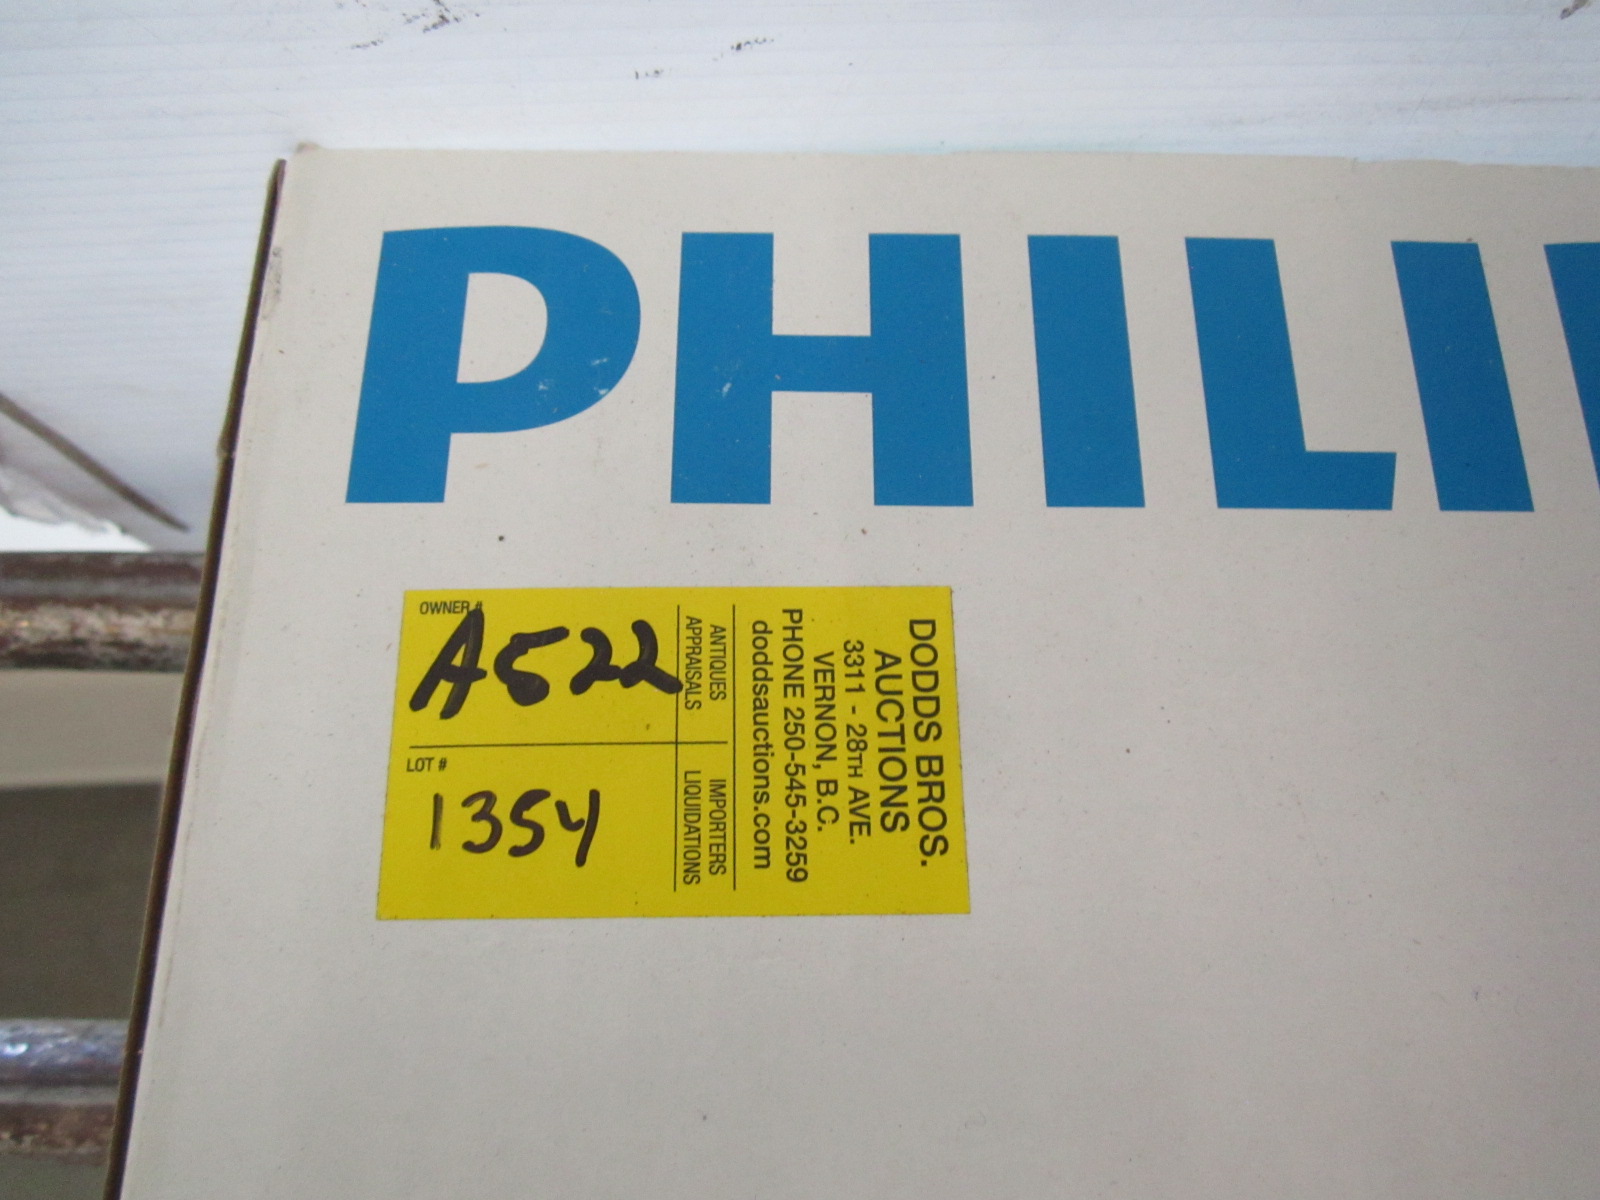 PHILI
OWNER #
A522
LOT #
1354
ANTIQUES
APPRAISALS
IMPORTERS
LIQUIDATIONS
DODDS BROS.
AUCTIONS
3311 - 28TH AVE.
VERNON, B.C.
PHONE 250-545-3259
doddsauctions.com